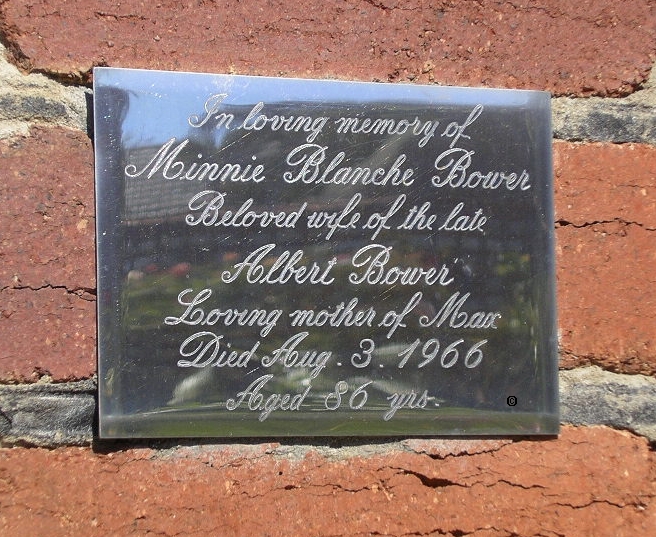 In loving memory of
Minnie Blanche Bower
Beloved wife of the late
Albert Bower
Loving mother of Max
Died Aug. 3. 1966
Aged 86 yrs.
©